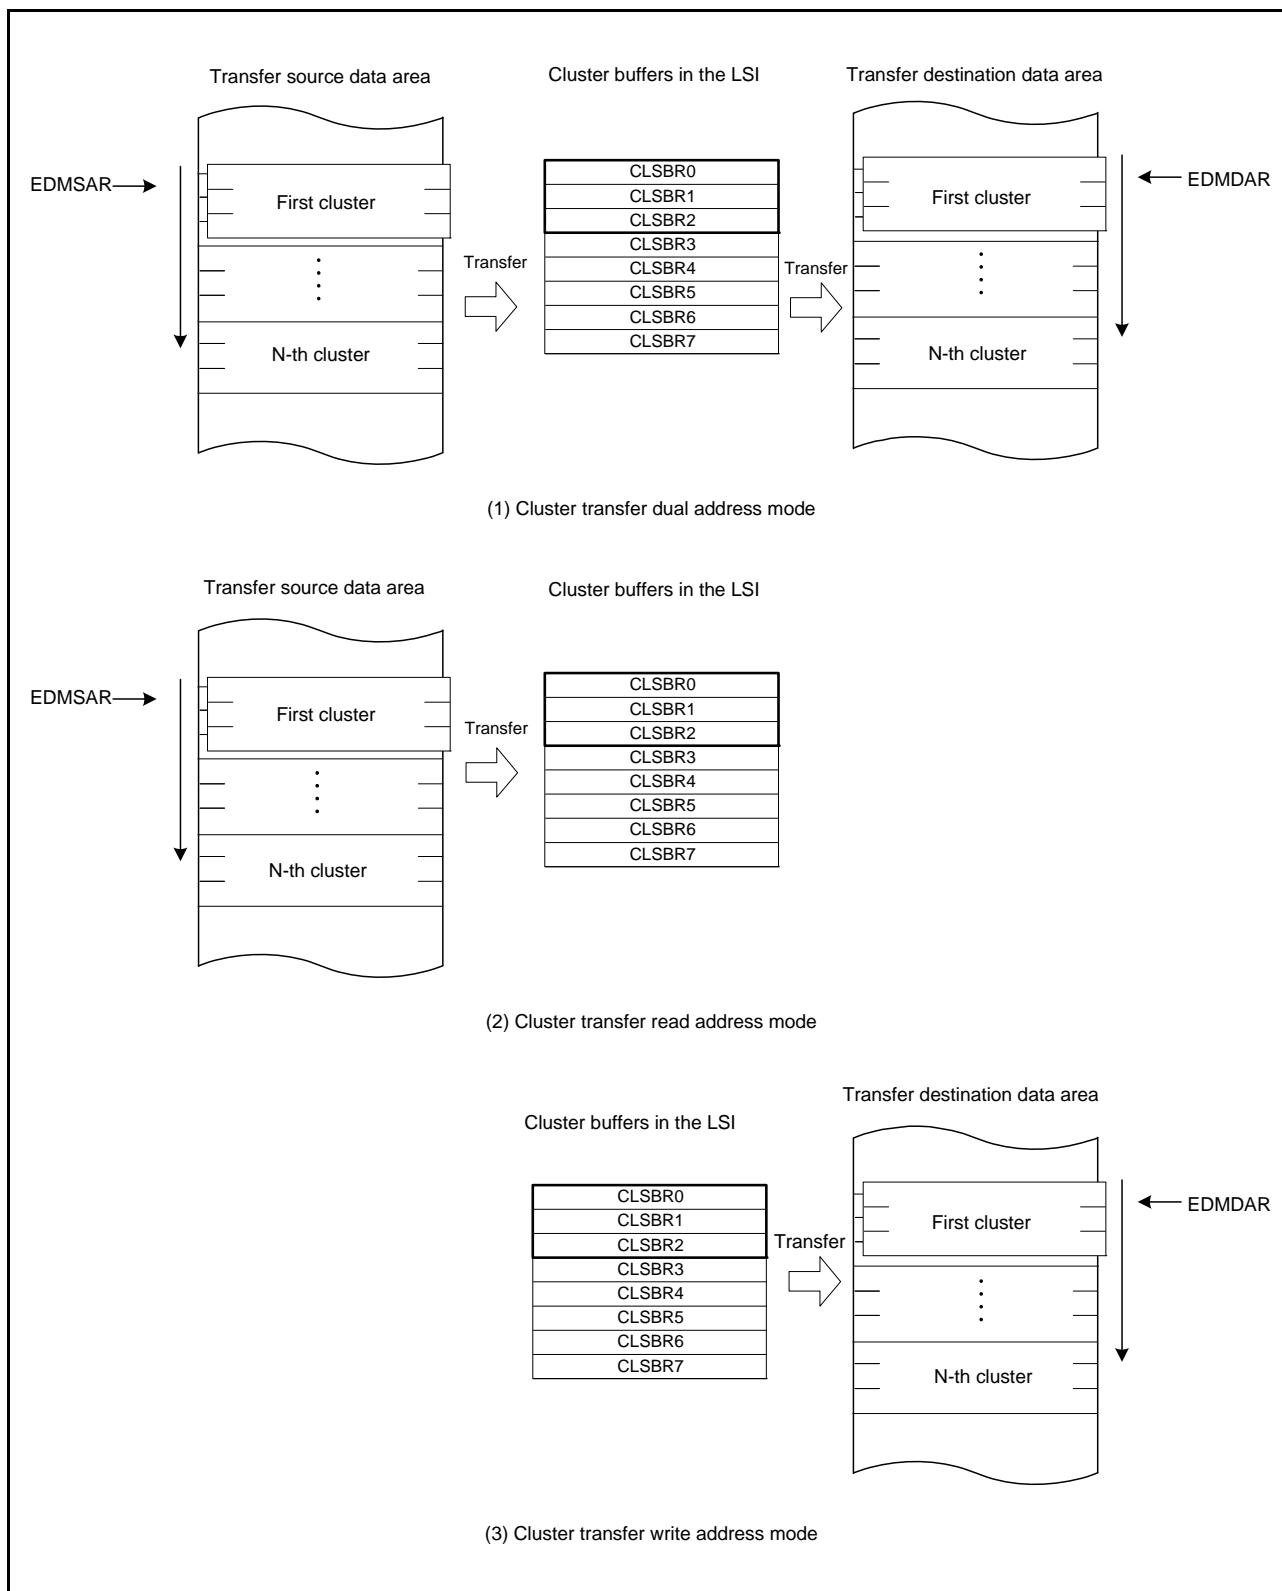 Transfer source data area
Cluster buffers in the LSI
Transfer destination data area
EDMSAR
First cluster
N-th cluster
Transfer
CLSBR0
CLSBR1
CLSBR2
CLSBR3
CLSBR4
CLSBR5
CLSBR6
CLSBR7
Transfer
First cluster
N-th cluster
EDMDAR
(1) Cluster transfer dual address mode
Transfer source data area
Cluster buffers in the LSI
EDMSAR
First cluster
N-th cluster
Transfer
CLSBR0
CLSBR1
CLSBR2
CLSBR3
CLSBR4
CLSBR5
CLSBR6
CLSBR7
(2) Cluster transfer read address mode
Transfer destination data area
Cluster buffers in the LSI
CLSBR0
CLSBR1
CLSBR2
CLSBR3
CLSBR4
CLSBR5
CLSBR6
CLSBR7
Transfer
First cluster
N-th cluster
EDMDAR
(3) Cluster transfer write address mode